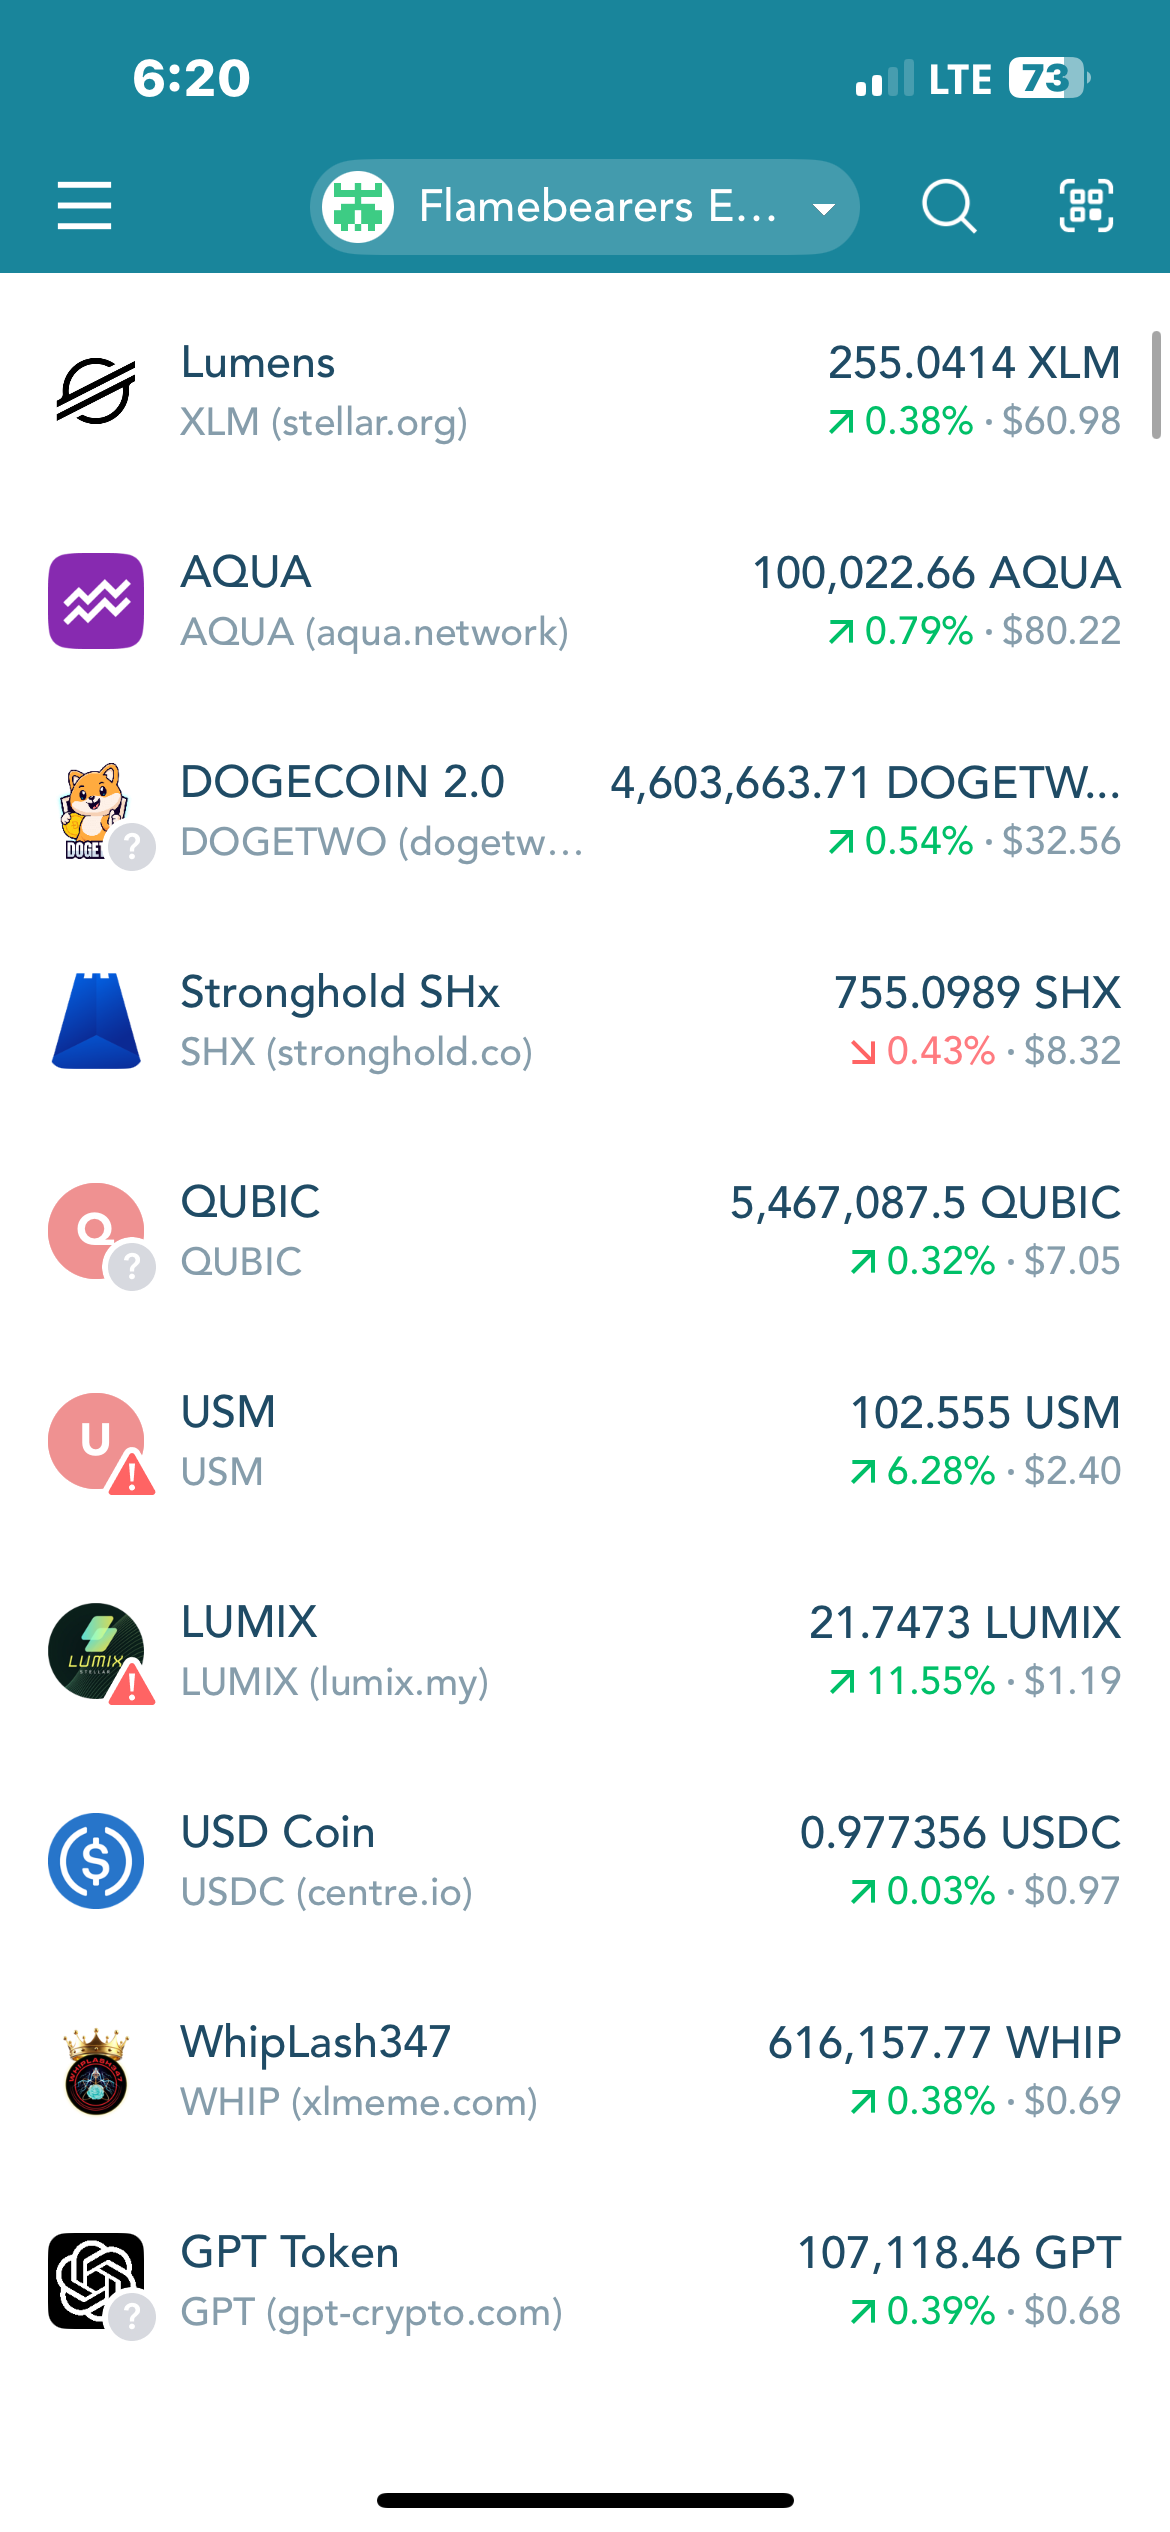 6:20
LTE 73
Flamebearers E...
Lumens
255.0414 XLM
XLM (stellar.org)
0.38% · $60.98
AQUA
100,022.66 AQUA
AQUA (aqua.network)
0.79% · $80.22
DOGECOIN 2.0
4,603,663.71 DOGETW...
DOGETWO (dogetw...
0.54% · $32.56
DOGE
?
Stronghold SHx
755.0989 SHX
SHX (stronghold.co)
0.43% · $8.32
QUBIC
5,467,087.5 QUBIC
Q
?
QUBIC
0.32% · $7.05
USM
102.555 USM
U
!
USM
6.28% · $2.40
LUMIX
21.7473 LUMIX
LUMIX
STELLAR
!
LUMIX (lumix.my)
11.55% · $1.19
USD Coin
0.977356 USDC
$
USDC (centre.io)
0.03% · $0.97
WhipLash347
616,157.77 WHIP
WHIPLASH347
WHIP (xlmeme.com)
0.38% · $0.69
GPT Token
107,118.46 GPT
?
GPT (gpt-crypto.com)
0.39% · $0.68